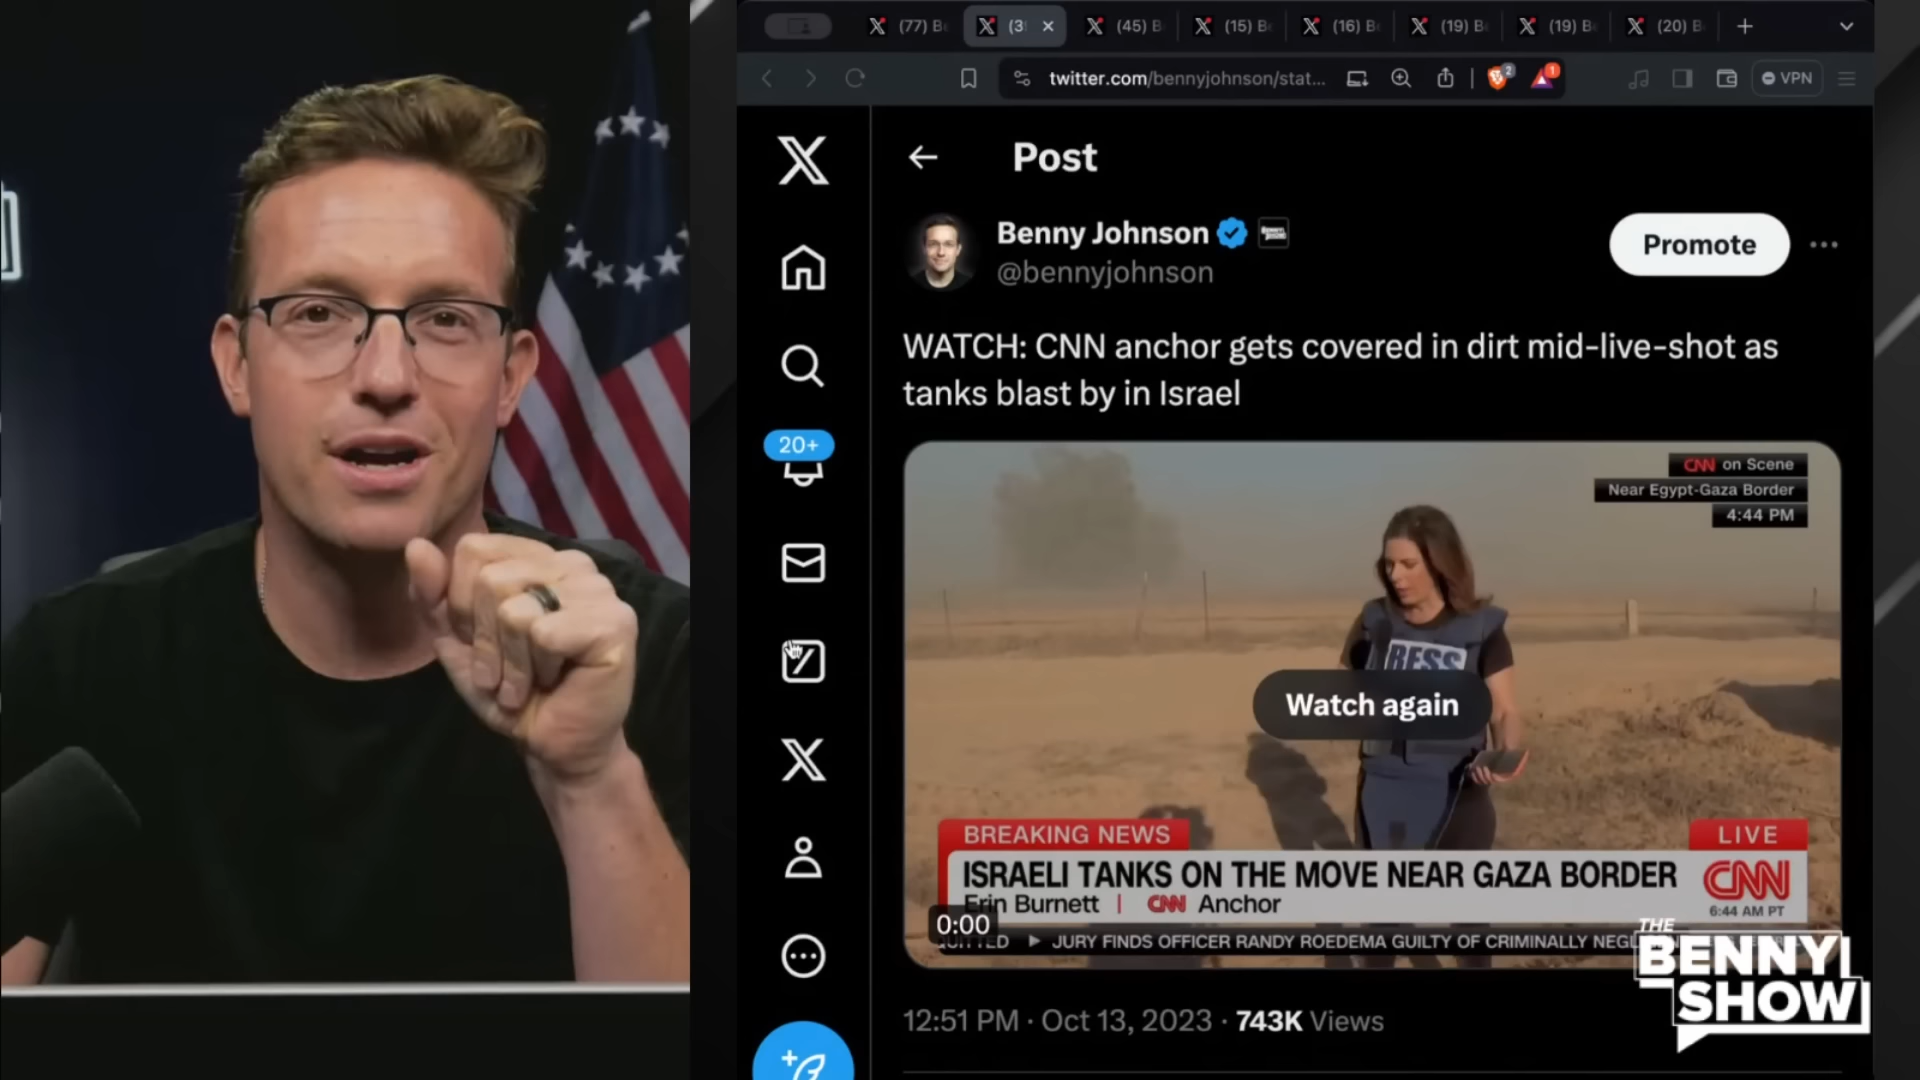 (77) B
(3
(45) B
(15) B
(16) B
(19) B
(19) B
(20) B
twitter.com/bennyjohnson/stat...
2
1
VPN
Post
Benny Johnson
@bennyjohnson
Promote
WATCH: CNN anchor gets covered in dirt mid-live-shot as
tanks blast by in Israel
20+
CNN on Scene
Near Egypt-Gaza Border
4:44 PM
Watch again
BREAKING NEWS
LIVE
ISRAELI TANKS ON THE MOVE NEAR GAZA BORDER
CNN
Erin Burnett | CNN Anchor
6:44 AM PT
0:00
JURY FINDS OFFICER RANDY ROEDEMA GUILTY OF CRIMINALLY
THE
BENNY
SHOW
12:51 PM · Oct 13, 2023 · 743K Views